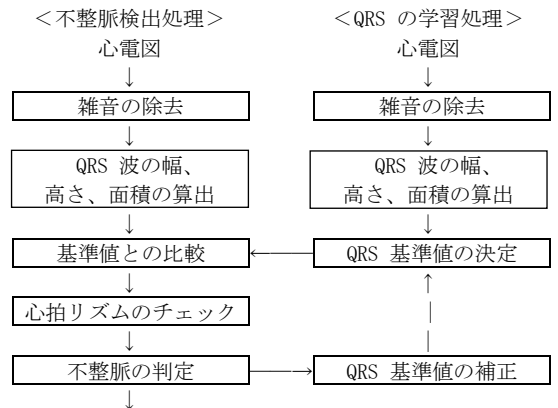 ＜不整脈検出処理＞
心電図
↓
雑音の除去
↓
QRS 波の幅、
高さ、面積の算出
↓
基準値との比較
↓
心拍リズムのチェック
↓
不整脈の判定
↓
＜QRS の学習処理＞
心電図
↓
雑音の除去
↓
QRS 波の幅、
高さ、面積の算出
↓
QRS 基準値の決定
↑
QRS 基準値の補正